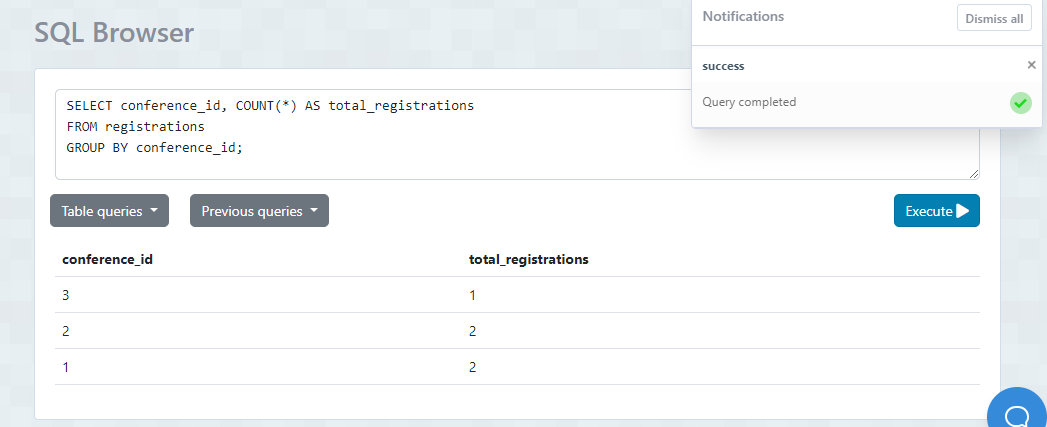 SQL Browser
Notifications
Dismiss all
success
×
Query completed
SELECT conference_id, COUNT(*) AS total_registrations
FROM registrations
GROUP BY conference_id;
Table queries
Previous queries
Execute
conference_id total_registrations
3 1
2 2
1 2